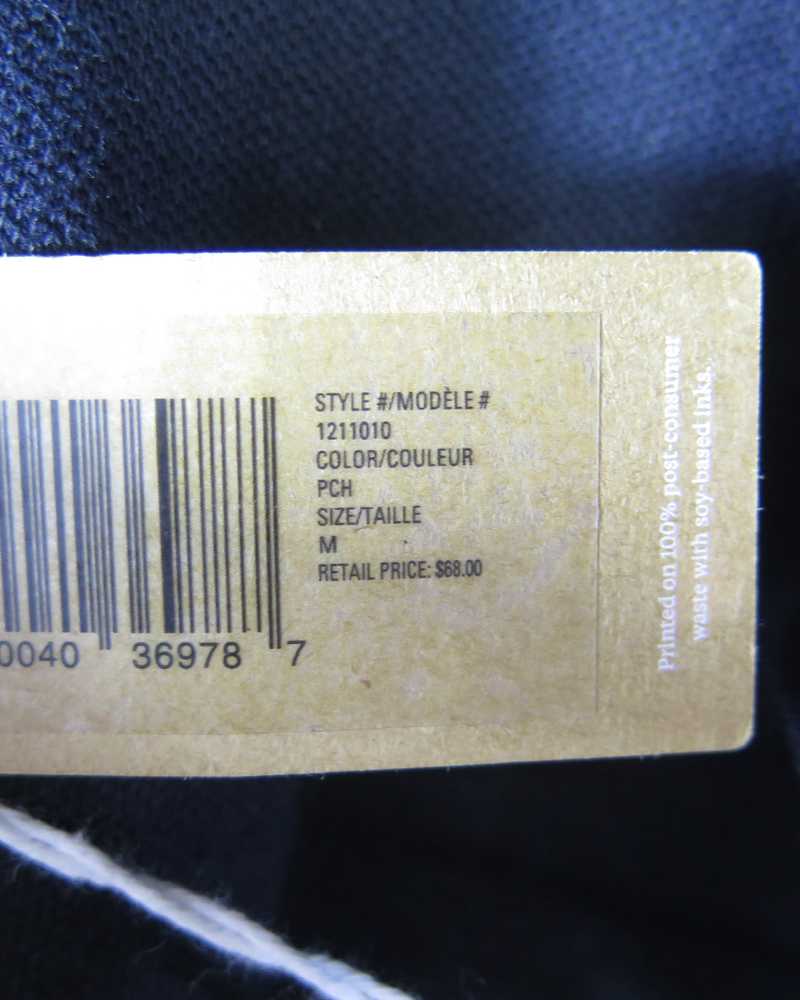 STYLE #/MODÈLE #
1211010
COLOR/COULEUR
PCH
SIZE/TAILLE
M
RETAIL PRICE: $68.00
0040 36978 7
Printed on 100% post-consumer
waste with soy-based inks.